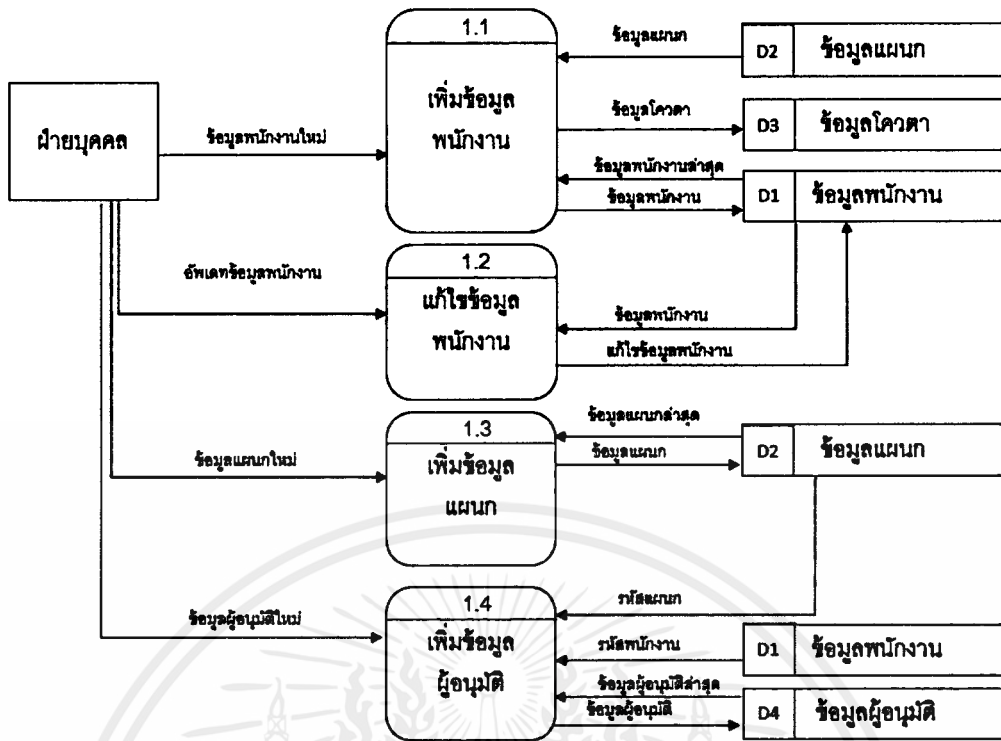 1.1
ข้อมูลแผนก
D2 ข้อมูลแผนก
เพิ่มข้อมูล
พนักงาน
ฝ่ายบุคคล
ข้อมูลพนักงานใหม่
ข้อมูลโควตา
D3 ข้อมูลโควตา
ข้อมูลพนักงานล่าสุด
ข้อมูลพนักงาน
D1 ข้อมูลพนักงาน
1.2
อัพเดทข้อมูลพนักงาน
แก้ไขข้อมูล
พนักงาน
ข้อมูลพนักงาน
แก้ไขข้อมูลพนักงาน
1.3
ข้อมูลแผนกล่าสุด
ข้อมูลแผนก
D2 ข้อมูลแผนก
ข้อมูลแผนกใหม่
เพิ่มข้อมูล
แผนก
1.4
รหัสแผนก
ข้อมูลผู้อนุมัติใหม่
เพิ่มข้อมูล
ผู้อนุมัติ
รหัสพนักงาน
D1 ข้อมูลพนักงาน
ข้อมูลผู้อนุมัติล่าสุด
ข้อมูลผู้อนุมัติ
D4 ข้อมูลผู้อนุมัติ